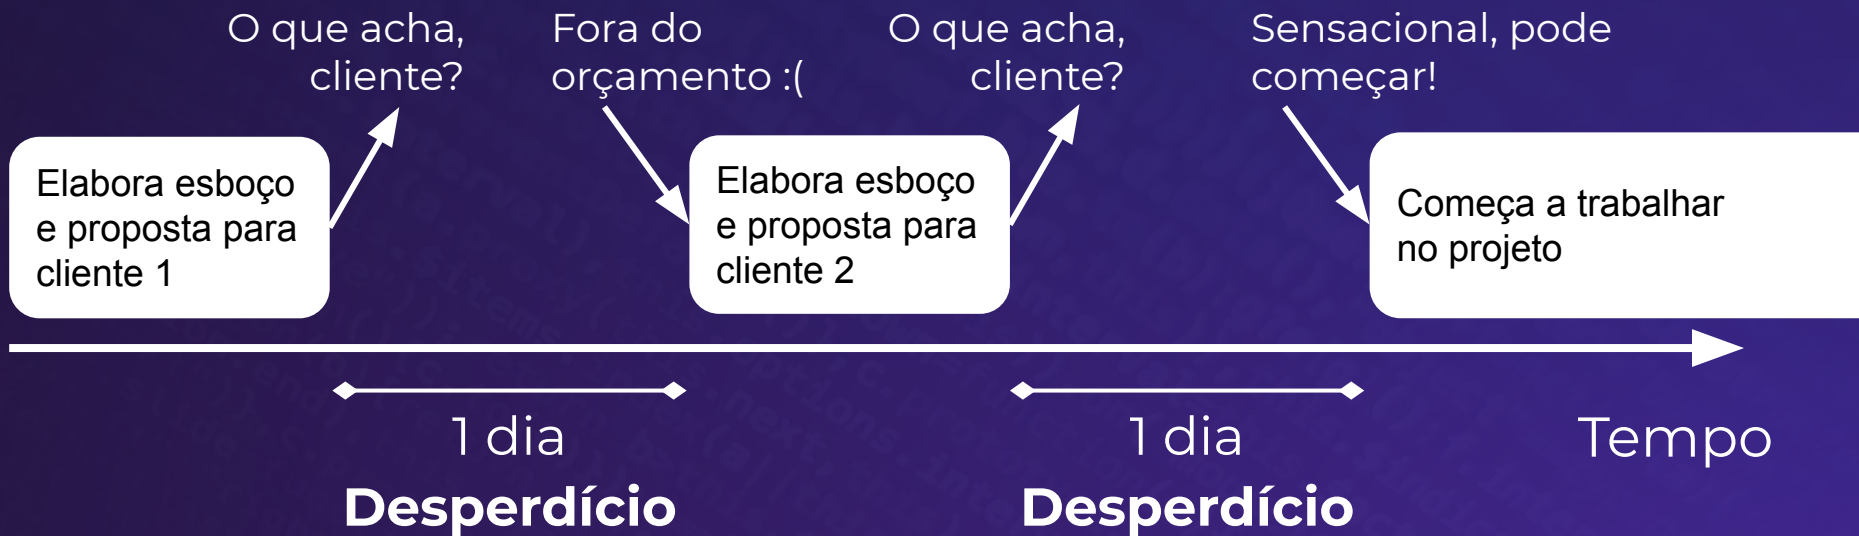 O que acha,
cliente?
Fora do
orçamento :(
O que acha,
cliente?
Sensacional, pode
começar!
Elabora esboço
e proposta para
cliente 1
Elabora esboço
e proposta para
cliente 2
Começa a trabalhar
no projeto
1 dia
Desperdício
1 dia
Desperdício
Tempo